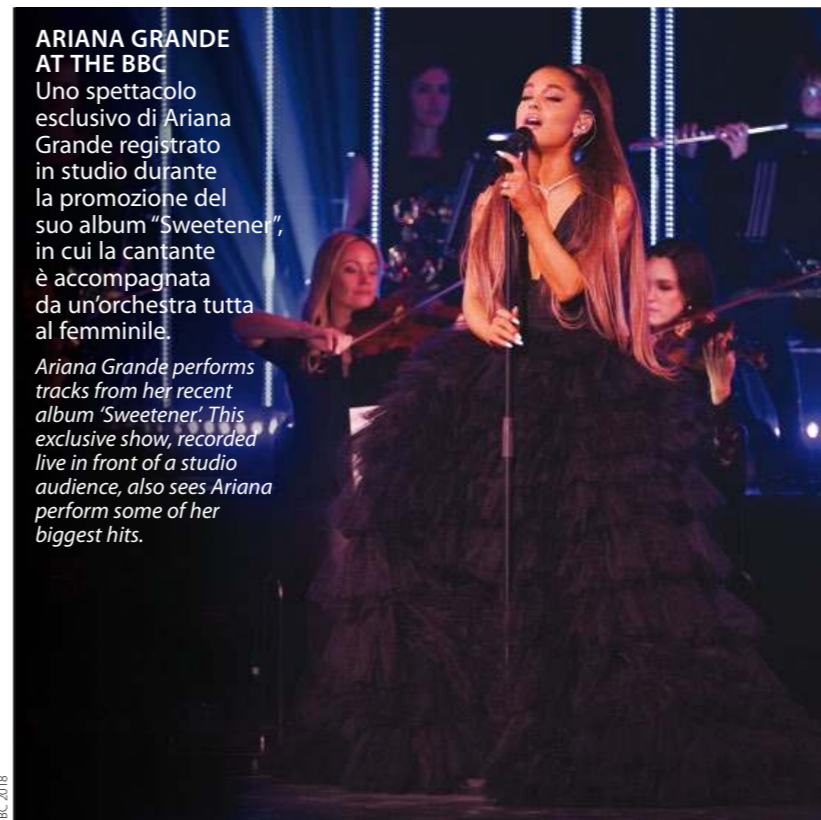 ARIANA GRANDE
AT THE BBC
Uno spettacolo
esclusivo di Ariana
Grande registrato
in studio durante
la promozione del
suo album “Sweetener”,
in cui la cantante
è accompagnata
da un’orchestra tutta
al femminile.
Ariana Grande performs
tracks from her recent
album ‘Sweetener’. This
exclusive show, recorded
live in front of a studio
audience, also sees Ariana
perform some of her
biggest hits.
BC 2018